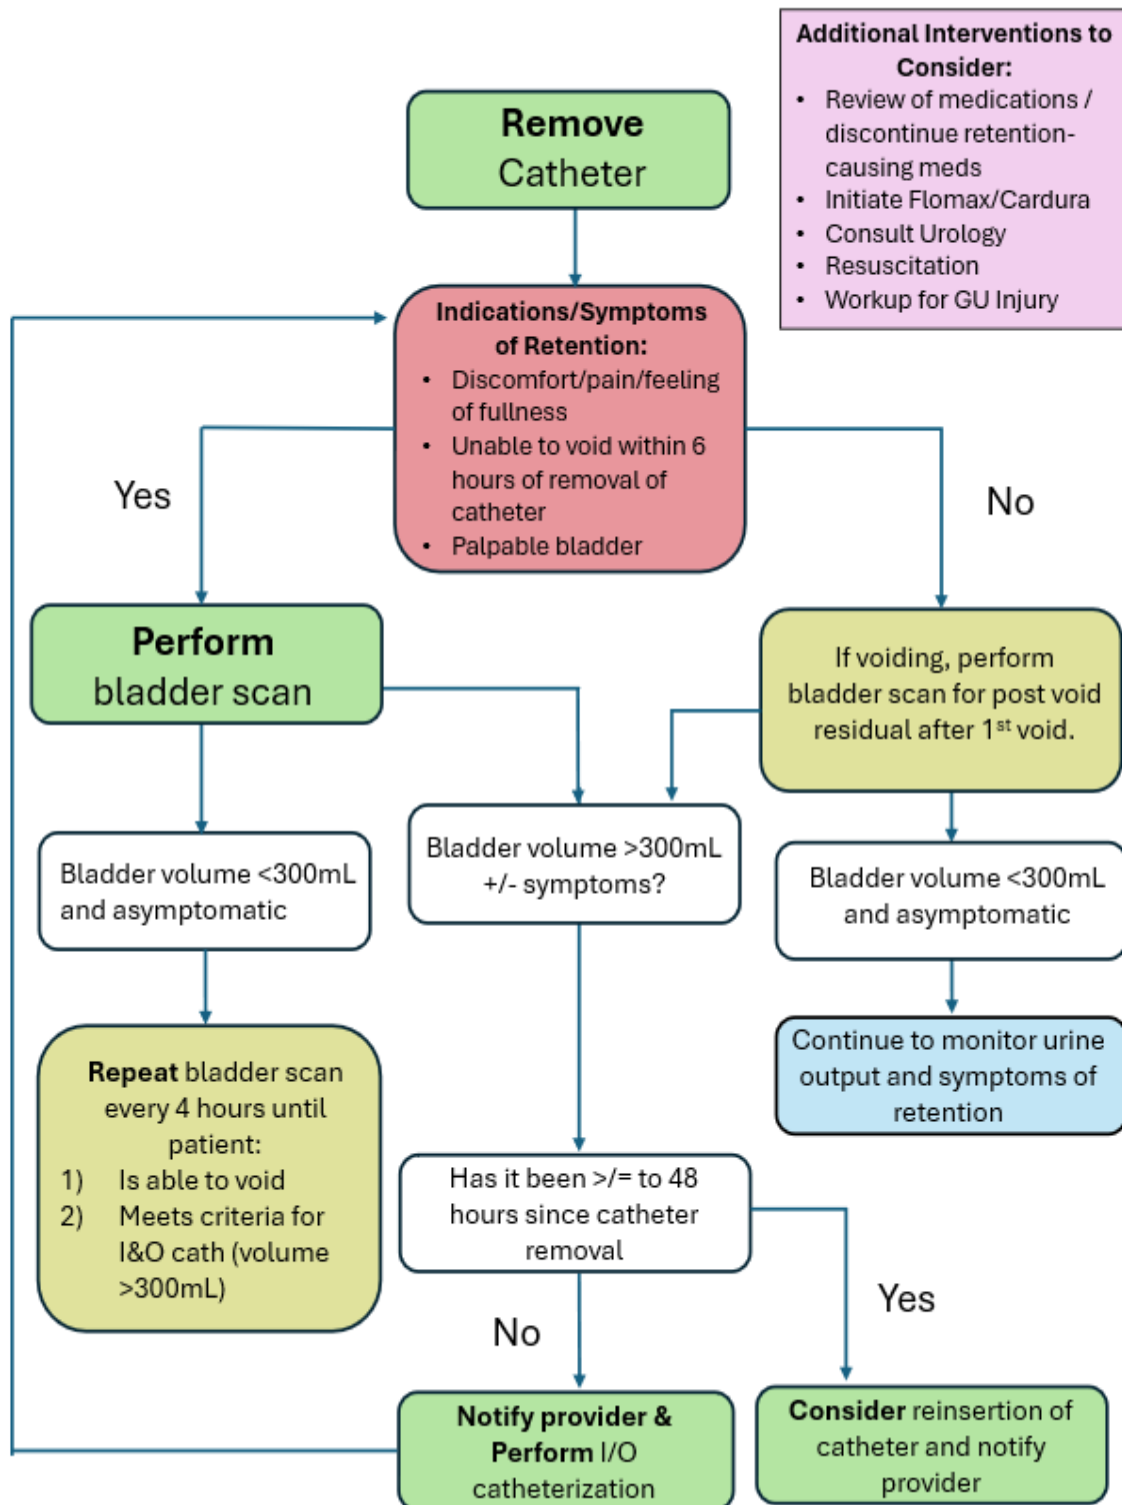 Additional Interventions to
Consider:
• Review of medications /
discontinue retention-
causing meds
• Initiate Flomax/Cardura
• Consult Urology
• Resuscitation
• Workup for GU Injury
Remove
Catheter
Indications/Symptoms
of Retention:
• Discomfort/pain/feeling
of fullness
• Unable to void within 6
hours of removal of
catheter
• Palpable bladder
Yes
No
Perform
bladder scan
If voiding, perform
bladder scan for post void
residual after 1st void.
Bladder volume <300mL
and asymptomatic
Bladder volume >300mL
+/- symptoms?
Bladder volume <300mL
and asymptomatic
Repeat bladder scan
every 4 hours until
patient:
1) Is able to void
2) Meets criteria for
I&O cath (volume
>300mL)
Continue to monitor urine
output and symptoms of
retention
Has it been >/= to 48
hours since catheter
removal
No
Yes
Notify provider &
Perform I/O
catheterization
Consider reinsertion of
catheter and notify
provider